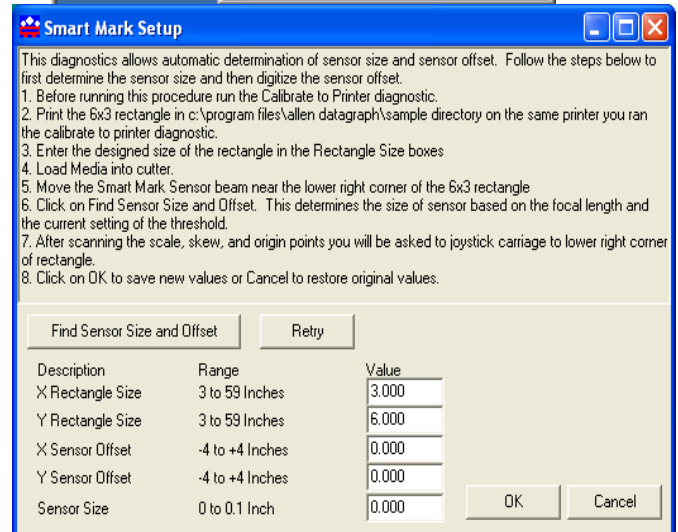 Smart Mark Setup
This diagnostics allows automatic determination of sensor size and sensor offset.  Follow the steps below to
first determine the sensor size and then digitize the sensor offset.
1. Before running this procedure run the Calibrate to Printer diagnostic.
2. Print the 6x3 rectangle in c:\program files\allen datagraph\sample directory on the same printer you ran
the calibrate to printer diagnostic.
3. Enter the designed size of the rectangle in the Rectangle Size boxes
4. Load Media into cutter.
5. Move the Smart Mark Sensor beam near the lower right corner of the 6x3 rectangle
6. Click on Find Sensor Size and Offset.  This determines the size of sensor based on the focal length and
the current setting of the threshold.
7. After scanning the scale, skew, and origin points you will be asked to joystick carriage to lower right corner
of rectangle.
8. Click on OK to save new values or Cancel to restore original values.
Find Sensor Size and Offset Retry
Description Range Value
X Rectangle Size 3 to 59 Inches 3.000
Y Rectangle Size 3 to 59 Inches 6.000
X Sensor Offset -4 to +4 Inches 0.000
Y Sensor Offset -4 to +4 Inches 0.000
Sensor Size 0 to 0.1 Inch 0.000 OK Cancel